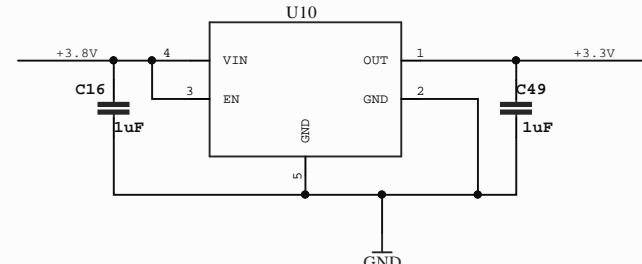 U10
+3.8V 4 VIN OUT 1 +3.3V
C16 3 EN GND 2 C49
1uF GND 1uF
5
GND